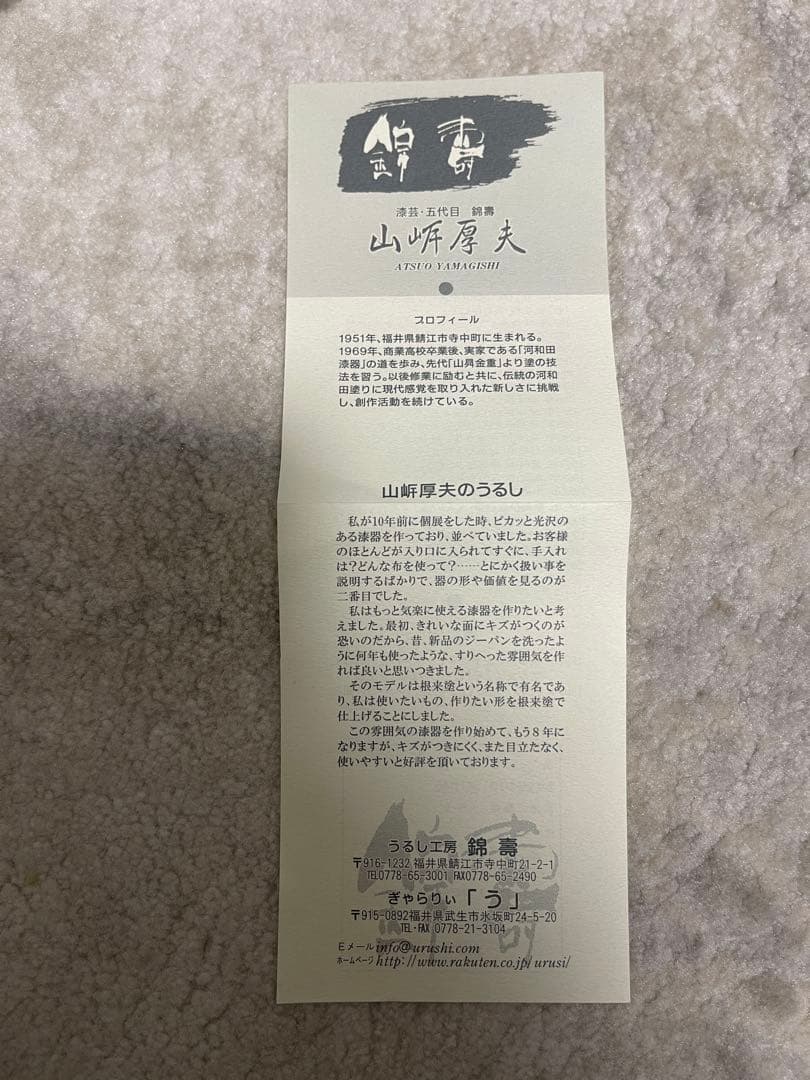 錦壽
漆芸・五代目　錦壽
山岼厚夫
ATSUO YAMAGISHI
プロフィール
1951年、福井県鯖江市寺中町に生まれる。
1969年、商業高校卒業後、実家である「河和田
漆器」の道を歩み、先代「山岼金重」より塗の技
法を習う。以後修業に励むと共に、伝統の河和
田塗りに現代感覚を取り入れた新しさに挑戦
し、創作活動を続けている。
山岼厚夫のうるし
私が10年前に個展をした時、ピカッと光沢の
ある漆器を作っており、並べていました。お客様
のほとんどが入り口に入られてすぐに、手入れ
は?どんな布を使って?……とにかく扱い事を
説明するばかりで、器の形や価値を見るのが
二番目でした。
私はもっと気楽に使える漆器を作りたいと考
えました。最初、きれいな面にキズがつくのが
恐いのだから、昔、新品のジーパンを洗ったよ
うに何年も使ったような、すりへった雰囲気を作
れば良いと思いつきました。
そのモデルは根来塗という名称で有名であ
り、私は使いたいもの、作りたい形を根来塗で
仕上げることにしました。
この雰囲気の漆器を作り始めて、もう8年に
なりますが、キズがつきにくく、また目立たなく、
使いやすいと好評を頂いております。
うるし工房 錦壽
〒916-1232 福井県鯖江市寺中町21-2-1
TEL0778-65-3001 FAX0778-65-2490
ぎゃらりぃ「う」
〒915-0892福井県武生市氷坂町24-5-20
TEL・FAX 0778-21-3104
Eメール info@urushi.com
ホームページ http://www.rakuten.co.jp/urusi/